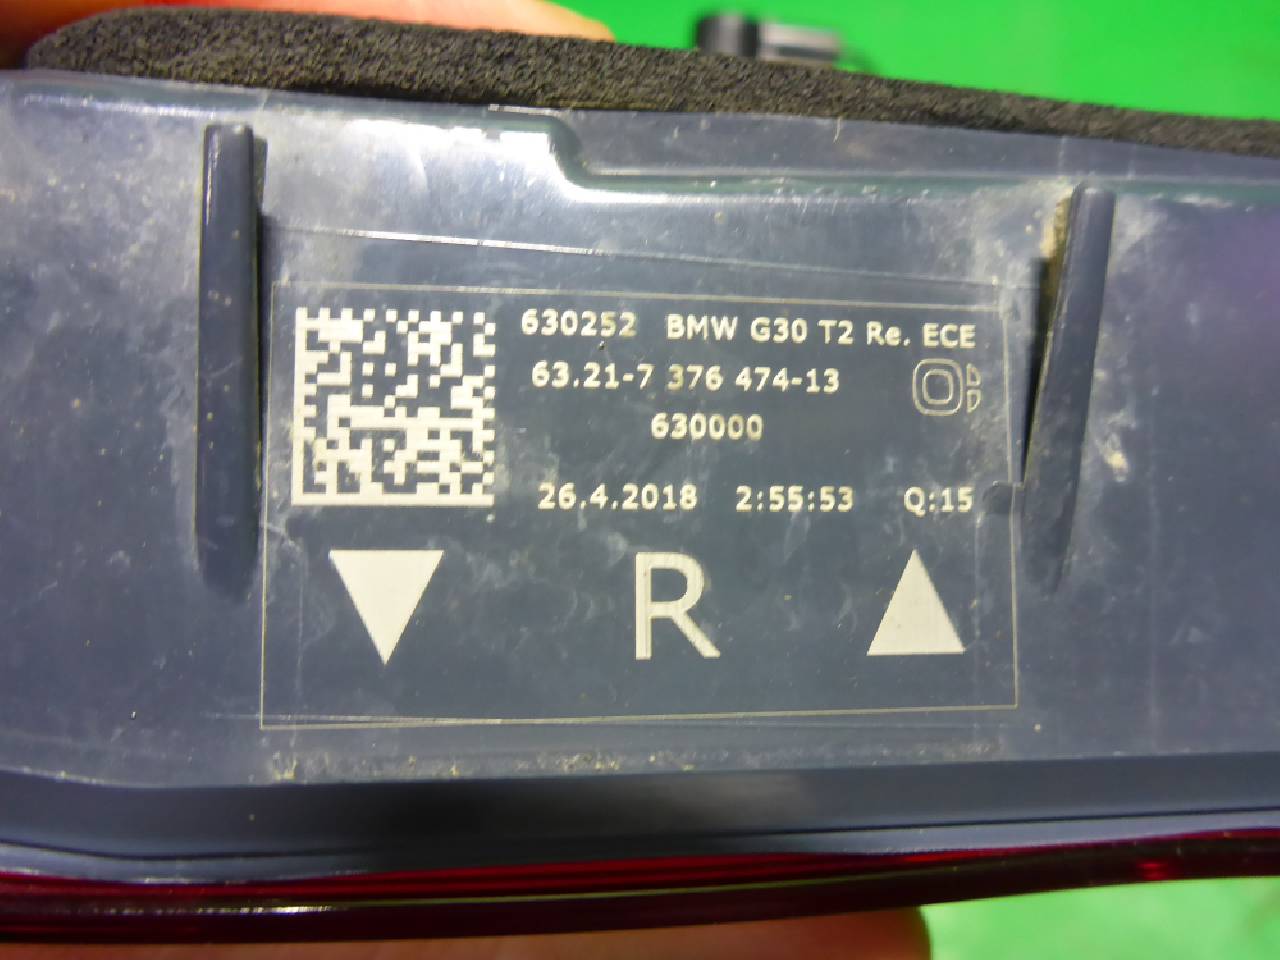 630252 BMW G30 T2 Re. ECE
63.21-7 376 474-13
630000
26.4.2018 2:55:53 Q:15
R